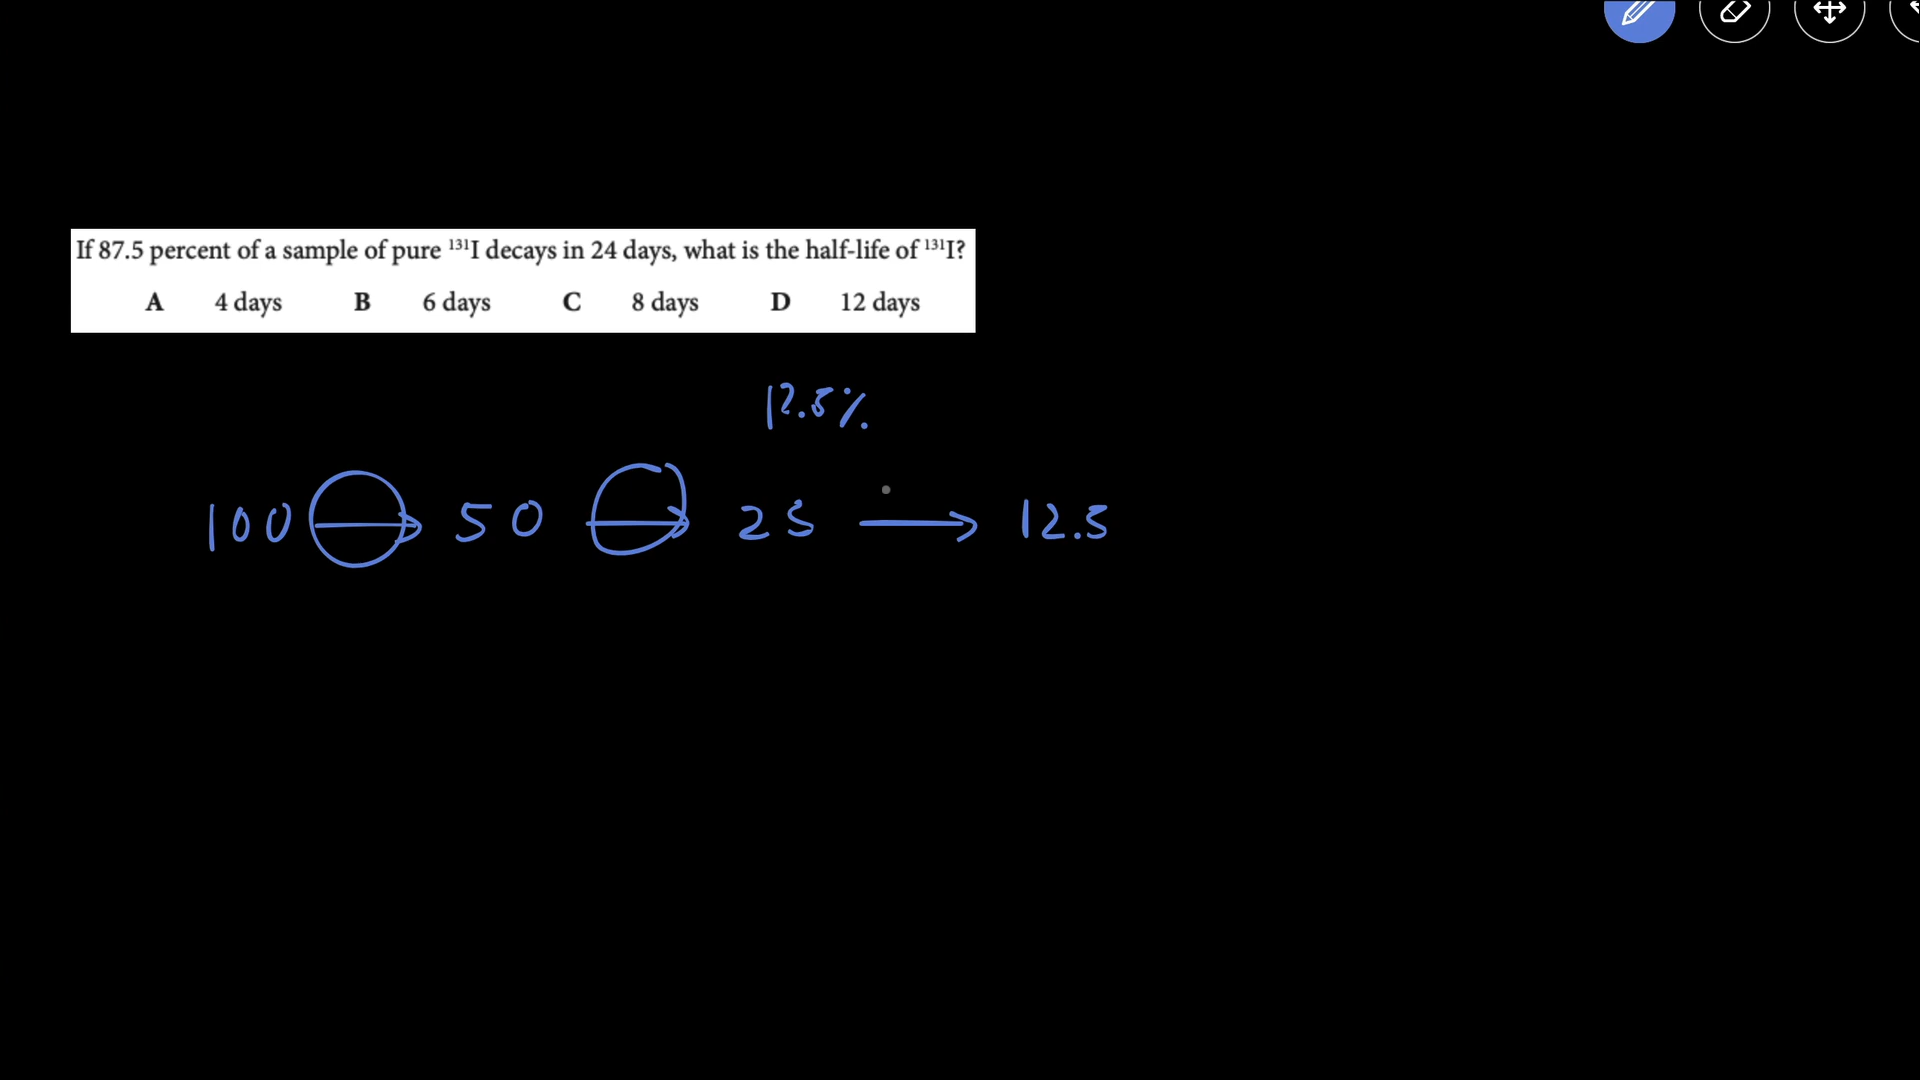 If 87.5 percent of a sample of pure ¹³¹I decays in 24 days, what is the half-life of ¹³¹I?
A 4 days B 6 days C 8 days D 12 days
12.5%
100 → 50 → 25 → 12.5